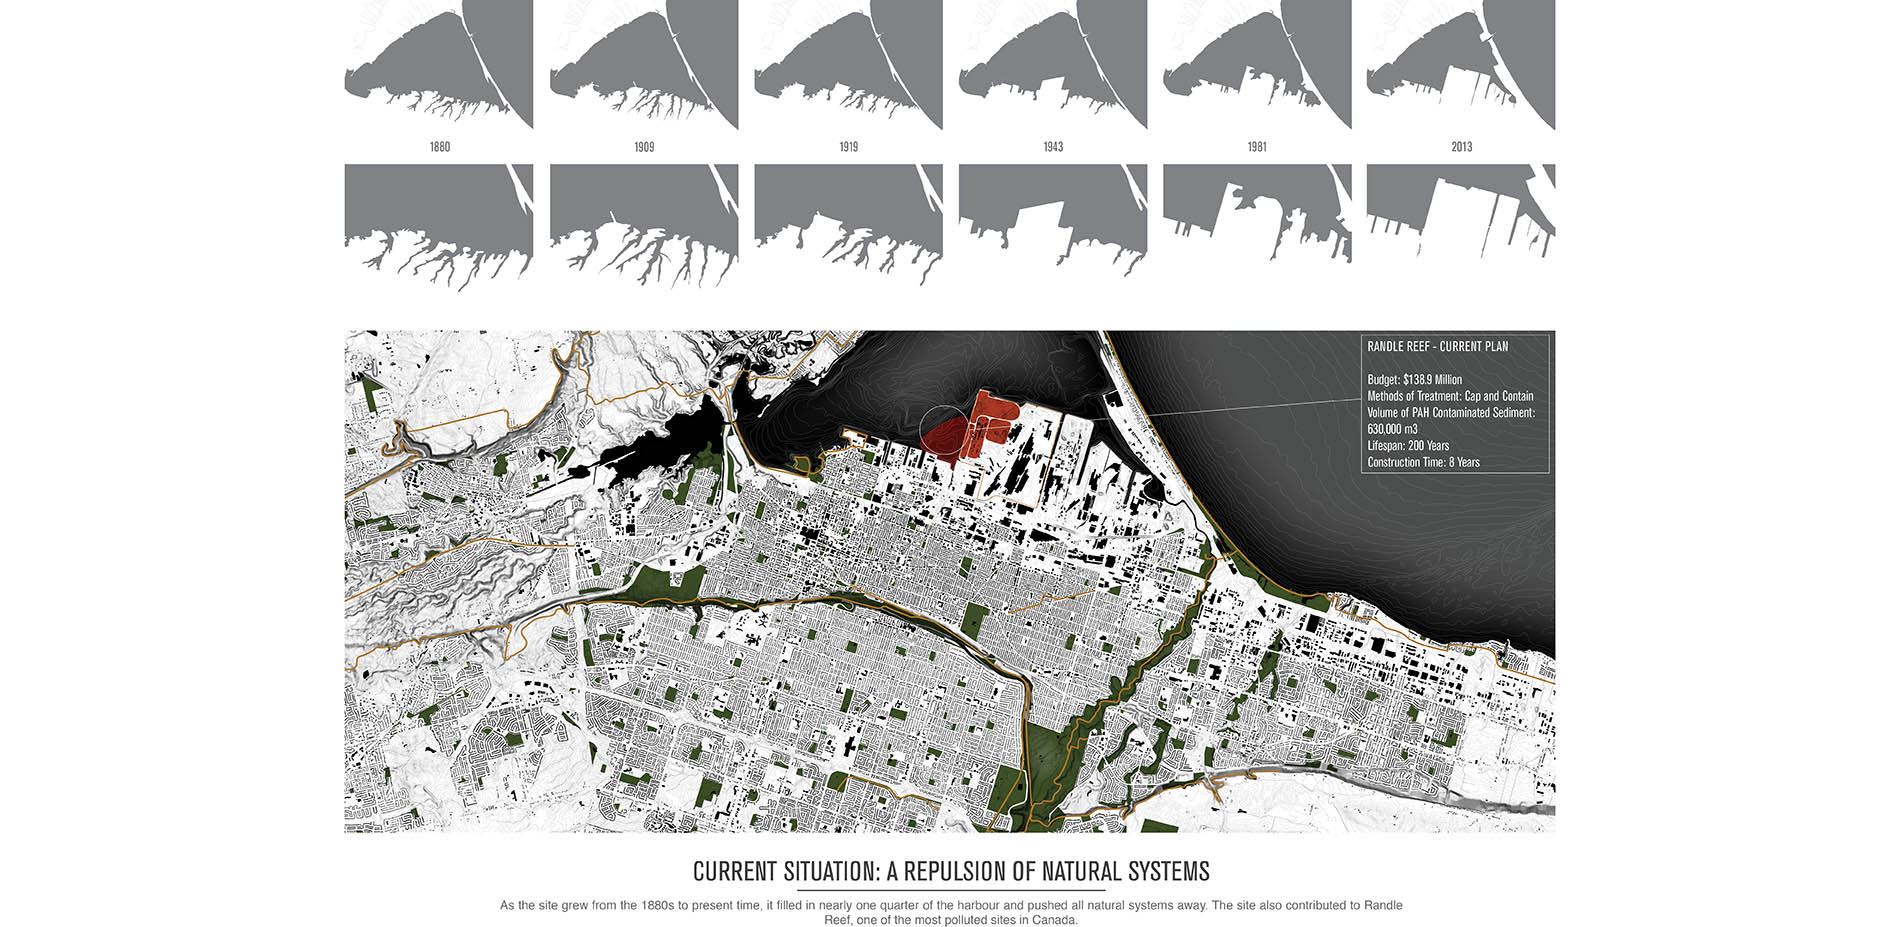 1880 1909 1919 1943 1981 2013
RANDLE REEF - CURRENT PLAN
Budget: $138.9 Million
Methods of Treatment: Cap and Contain
Volume of PAH Contaminated Sediment:
630,000 m3
Lifespan: 200 Years
Construction Time: 8 Years
CURRENT SITUATION: A REPULSION OF NATURAL SYSTEMS
As the site grew from the 1880s to present time, it filled in nearly one quarter of the harbour and pushed all natural systems away. The site also contributed to Randle
Reef, one of the most polluted sites in Canada.